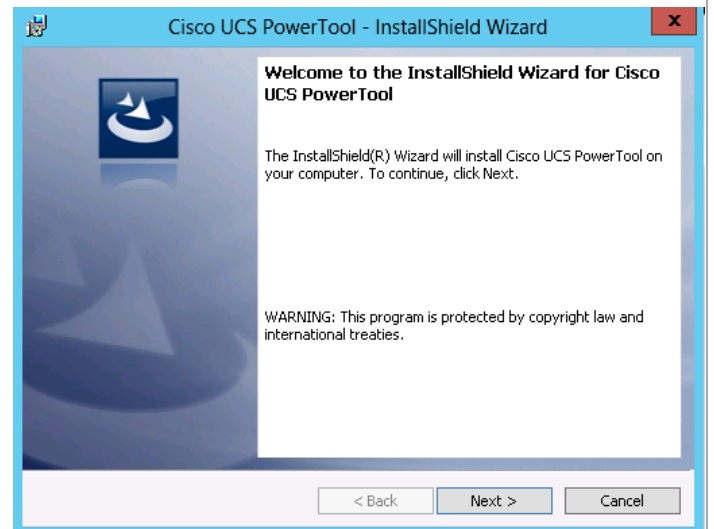 Cisco UCS PowerTool - InstallShield Wizard
x
Welcome to the InstallShield Wizard for Cisco
UCS PowerTool
The InstallShield(R) Wizard will install Cisco UCS PowerTool on
your computer. To continue, click Next.
WARNING: This program is protected by copyright law and
international treaties.
< Back Next > Cancel